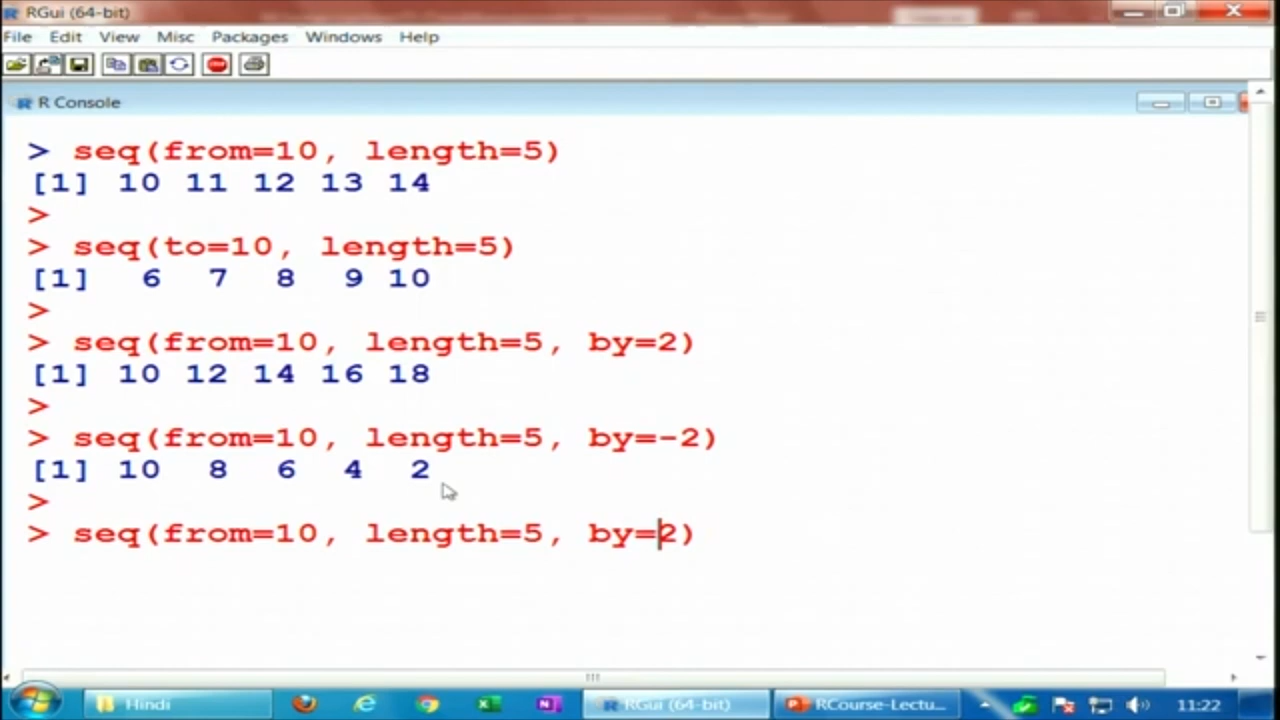 RGui (64-bit)
File Edit View Misc Packages Windows Help
R Console
> seq(from=10, length=5)
[1] 10 11 12 13 14
>
> seq(to=10, length=5)
[1] 6 7 8 9 10
>
> seq(from=10, length=5, by=2)
[1] 10 12 14 16 18
>
> seq(from=10, length=5, by=-2)
[1] 10 8 6 4 2
>
> seq(from=10, length=5, by=2)
Hindi RGui (64-bit) RCourse-Lectu... 11:22